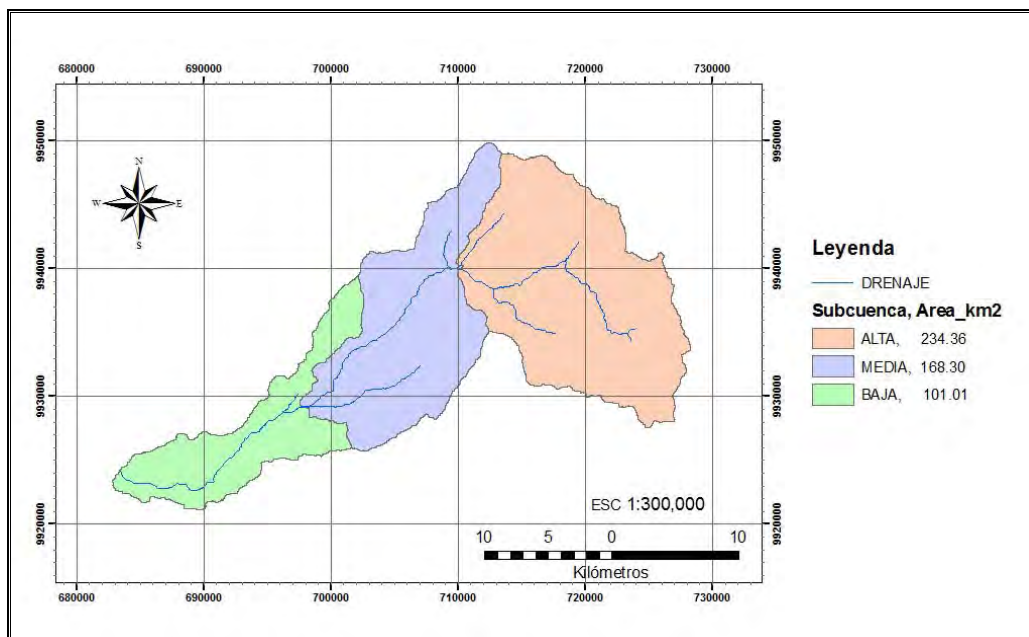 680000 690000 700000 710000 720000 730000
9950000 9950000
N
W E
S
9940000 9940000
Leyenda
DRENAJE
Subcuenca, Area_km2
ALTA, 234.36
MEDIA, 168.30
BAJA, 101.01
9930000 9930000
ESC 1:300,000
9920000 9920000
10 5 0 10
Kilómetros
680000 690000 700000 710000 720000 730000